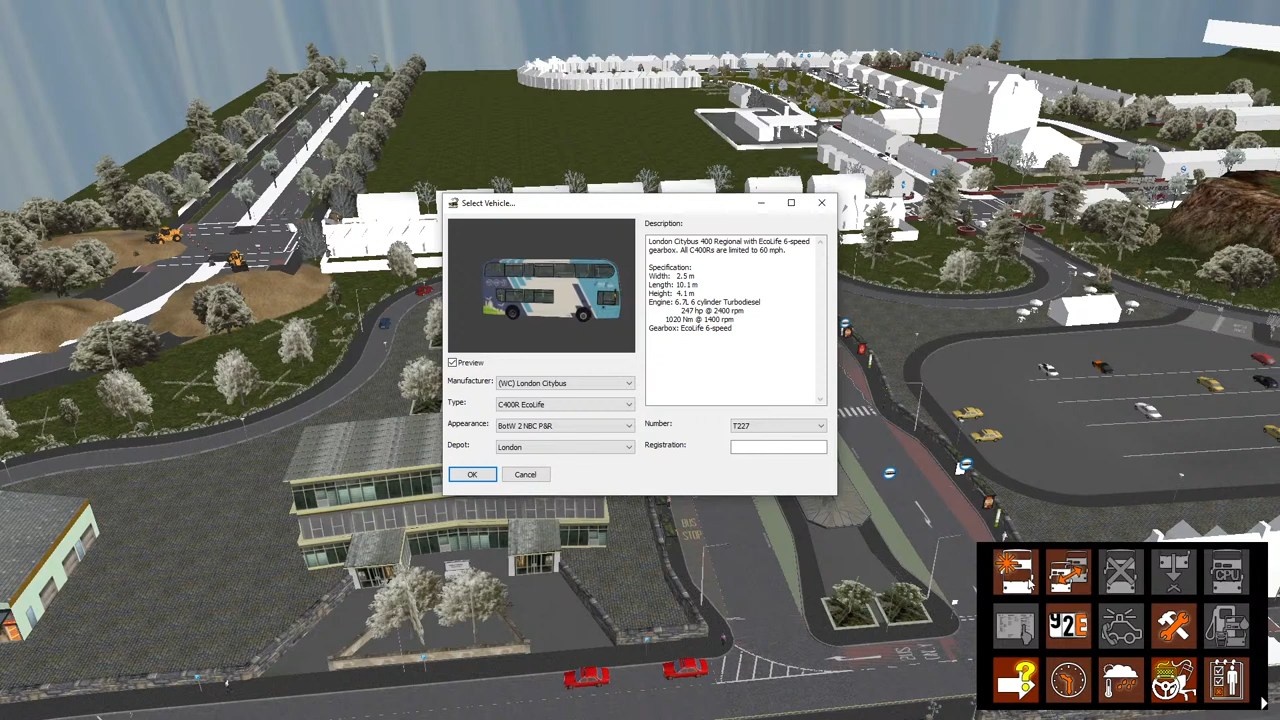 Select Vehicle...
Description:
London Citybus 400 Regional with EcoLife 6-speed
gearbox. All C400Rs are limited to 60 mph.
Specification:
Width: 2.5 m
Length: 10.1 m
Height: 4.1 m
Engine: 6.7L 6 cylinder Turbodiesel
247 hp @ 2400 rpm
1020 Nm @ 1400 rpm
Gearbox: EcoLife 6-speed
Preview
Manufacturer: (WC) London Citybus
Type: C400R EcoLife
Appearance: BotW 2 NBC P&R
Number: T227
Depot: London
Registration:
OK Cancel
BUS
STOP
CPU
92E
?